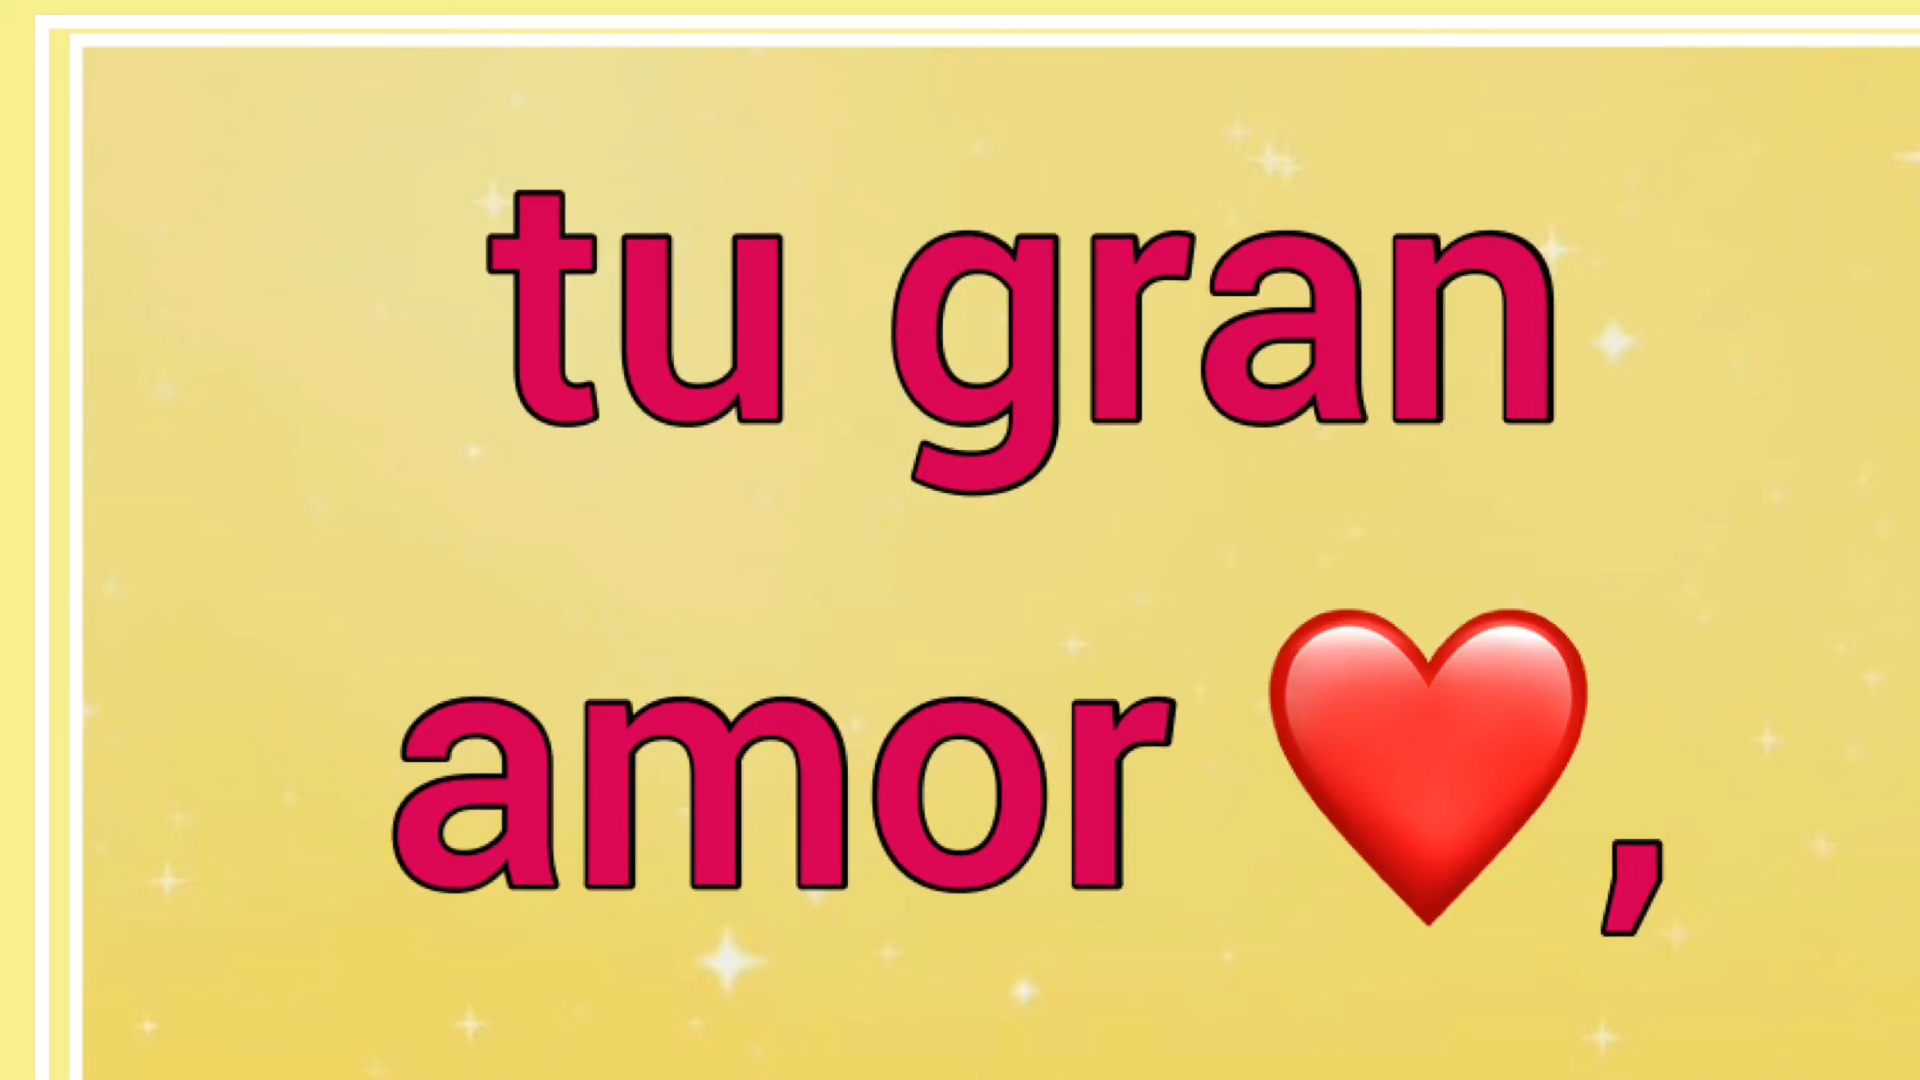 tu gran
amor ❤️,